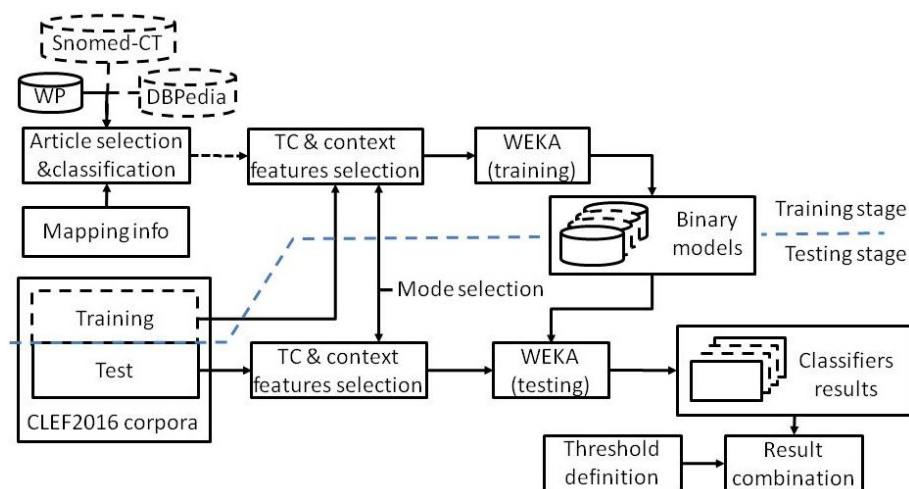 Snomed-CT
WP
DBPedia
Article selection
&classification
TC & context
features selection
WEKA
(training)
Mapping info
Binary
models
Training stage
Testing stage
Mode selection
Training
Test
CLEF2016 corpora
TC & context
features selection
WEKA
(testing)
Classifiers
results
Threshold
definition
Result
combination